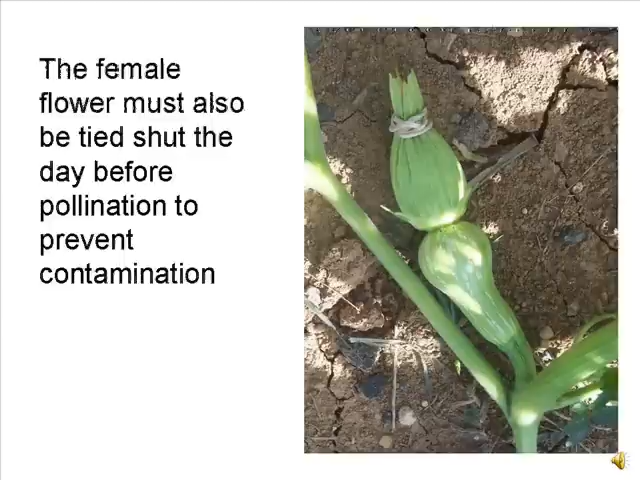 The female
flower must also
be tied shut the
day before
pollination to
prevent
contamination